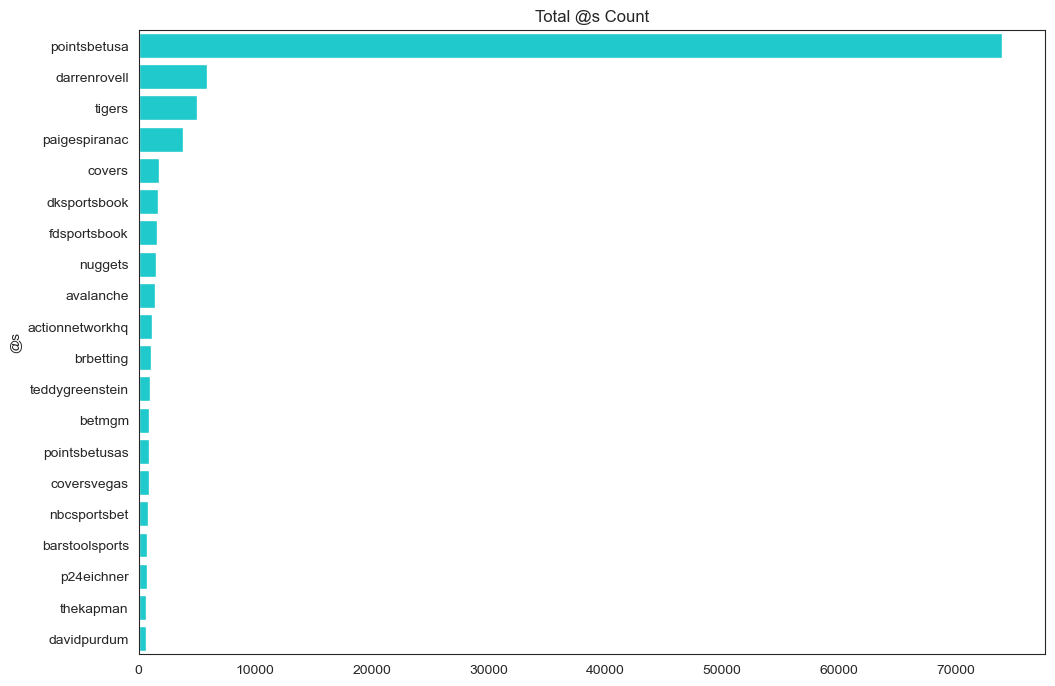 Total @s Count
pointsbetusa
darrenrovell
tigers
paigespiranac
covers
dksportsbook
fdsportsbook
nuggets
avalanche
actionnetworkhq
brbetting
teddygreenstein
betmgm
pointsbetusas
coversvegas
nbcsportsbet
barstoolsports
p24eichner
thekapman
davidpurdum
@s
0 10000 20000 30000 40000 50000 60000 70000